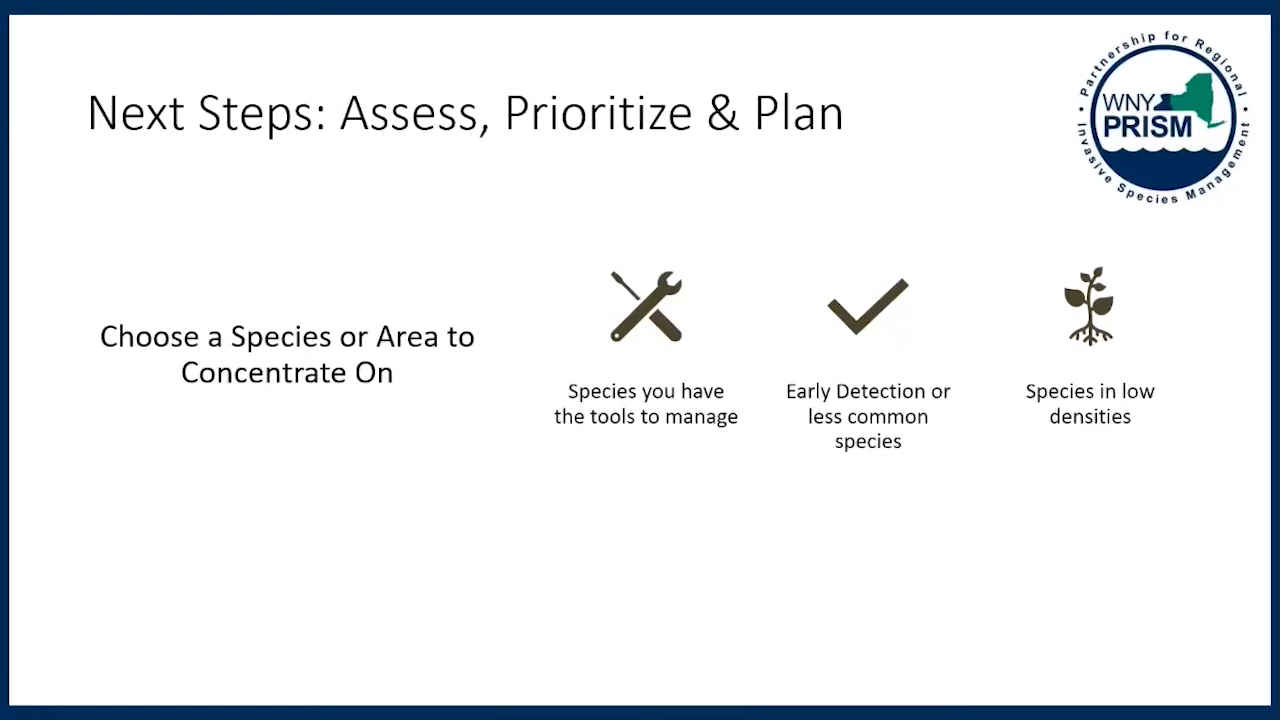 Next Steps: Assess, Prioritize & Plan
• Partnership for Regional •
Invasive Species Management
WNY
PRISM
Choose a Species or Area to
Concentrate On
Species you have
the tools to manage
Early Detection or
less common
species
Species in low
densities